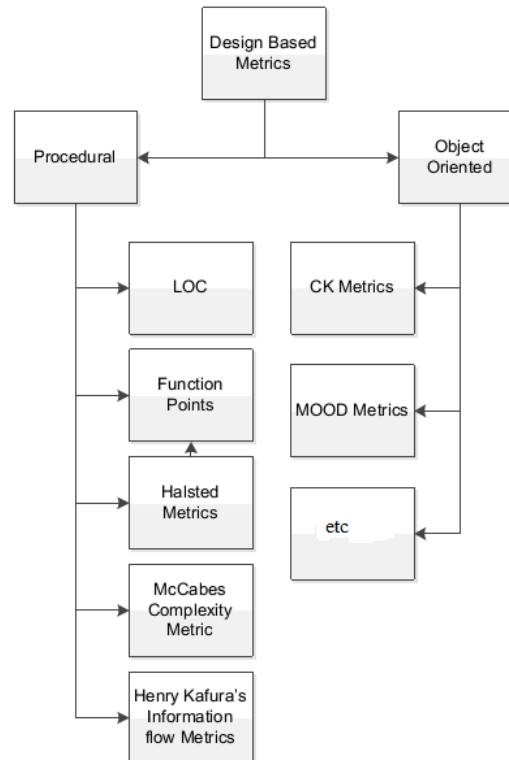 Design Based
Metrics
Procedural
Object
Oriented
LOC
CK Metrics
Function
Points
MOOD Metrics
Halsted
Metrics
etc
McCabes
Complexity
Metric
Henry Kafura's
Information
flow Metrics